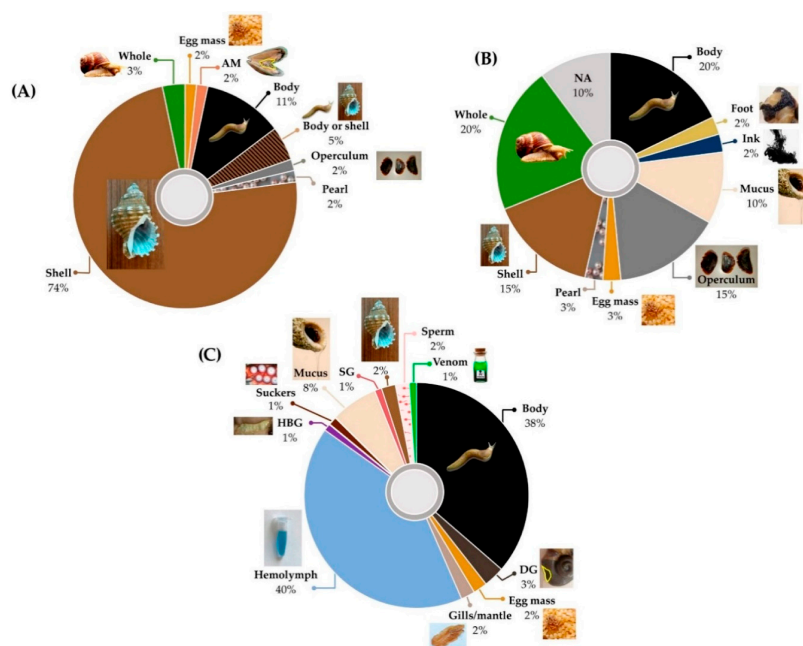 (A)
Whole
3%
Egg mass
2%
AM
2%
Body
11%
Body or shell
5%
Operculum
2%
Pearl
2%
Shell
74%
(B)
NA
10%
Body
20%
Foot
2%
Ink
2%
Mucus
10%
Operculum
15%
Egg mass
3%
Pearl
3%
Shell
15%
Whole
20%
(C)
Sperm
2%
Venom
1%
Body
38%
DG
3%
Egg mass
2%
Gills/mantle
2%
Hemolymph
40%
HBG
1%
Suckers
1%
Mucus
8%
SG
1%
2%